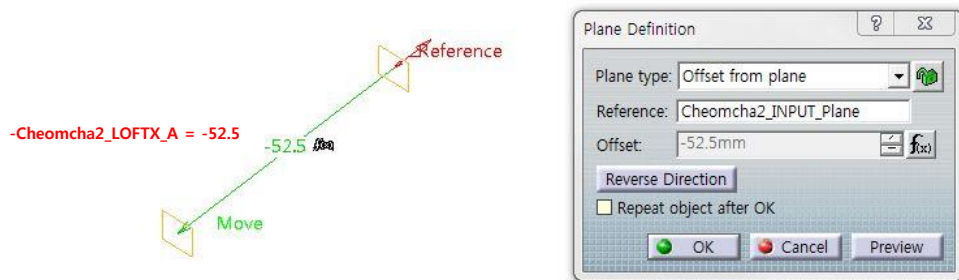 Reference
-Cheomcha2_LOFTX_A = -52.5
-52.5 f(x)
Move
Plane Definition
?
Plane type: Offset from plane
Reference: Cheomcha2_INPUT_Plane
Offset: -52.5mm f(x)
Reverse Direction
Repeat object after OK
OK Cancel Preview